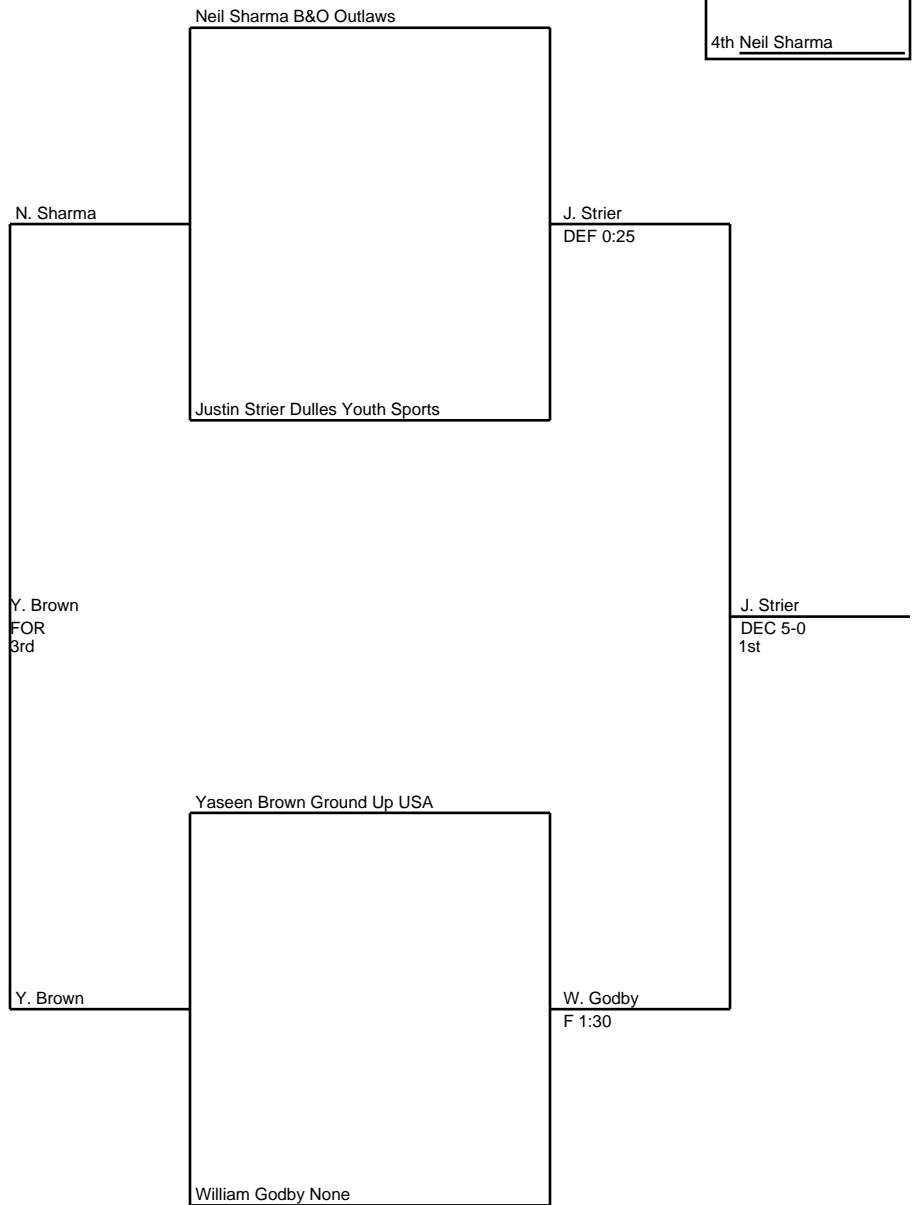 Neil Sharma B&O Outlaws
4th Neil Sharma
N. Sharma
J. Strier
DEF 0:25
Justin Strier Dulles Youth Sports
Y. Brown
FOR
3rd
J. Strier
DEC 5-0
1st
Yaseen Brown Ground Up USA
Y. Brown
W. Godby
F 1:30
William Godby None